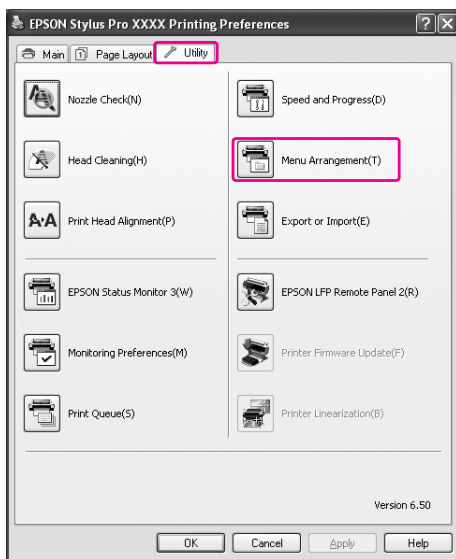 EPSON Stylus Pro XXXX Printing Preferences
Main Page Layout Utility
Nozzle Check(N)
Speed and Progress(D)
Head Cleaning(H)
Menu Arrangement(T)
Print Head Alignment(P)
Export or Import(E)
EPSON Status Monitor 3(W)
EPSON LFP Remote Panel 2(R)
Monitoring Preferences(M)
Printer Firmware Update(F)
Print Queue(S)
Printer Linearization(B)
Version 6.50
OK Cancel Apply Help